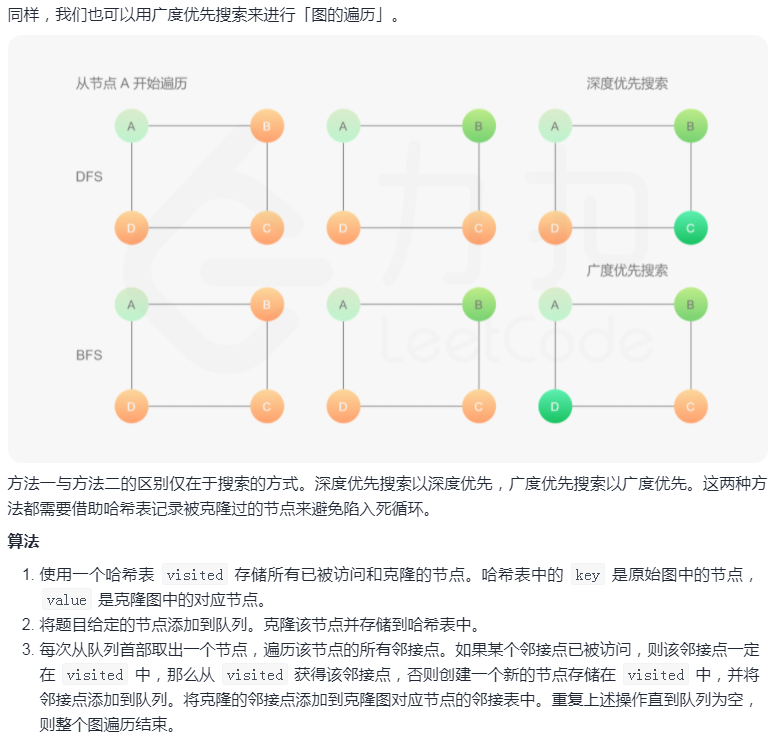 同样，我们也可以用广度优先搜索来进行「图的遍历」。
从节点 A 开始遍历
深度优先搜索
A B A B A B
DFS
D C D C D C
广度优先搜索
A B A B A B
力扣
LeetCode
BFS
D C D C D C
方法一与方法二的区别仅在于搜索的方式。深度优先搜索以深度优先，广度优先搜索以广度优先。这两种方
法都需要借助哈希表记录被克隆过的节点来避免陷入死循环。
算法
1. 使用一个哈希表 visited 存储所有已被访问和克隆的节点。哈希表中的 key 是原始图中的节点，
value 是克隆图中的对应节点。
2. 将题目给定的节点添加到队列。克隆该节点并存储到哈希表中。
3. 每次从队列首部取出一个节点，遍历该节点的所有邻接点。如果某个邻接点已被访问，则该邻接点一定
在 visited 中，那么从 visited 获得该邻接点，否则创建一个新的节点存储在 visited 中，并将
邻接点添加到队列。将克隆的邻接点添加到克隆图对应节点的邻接表中。重复上述操作直到队列为空，
则整个图遍历结束。